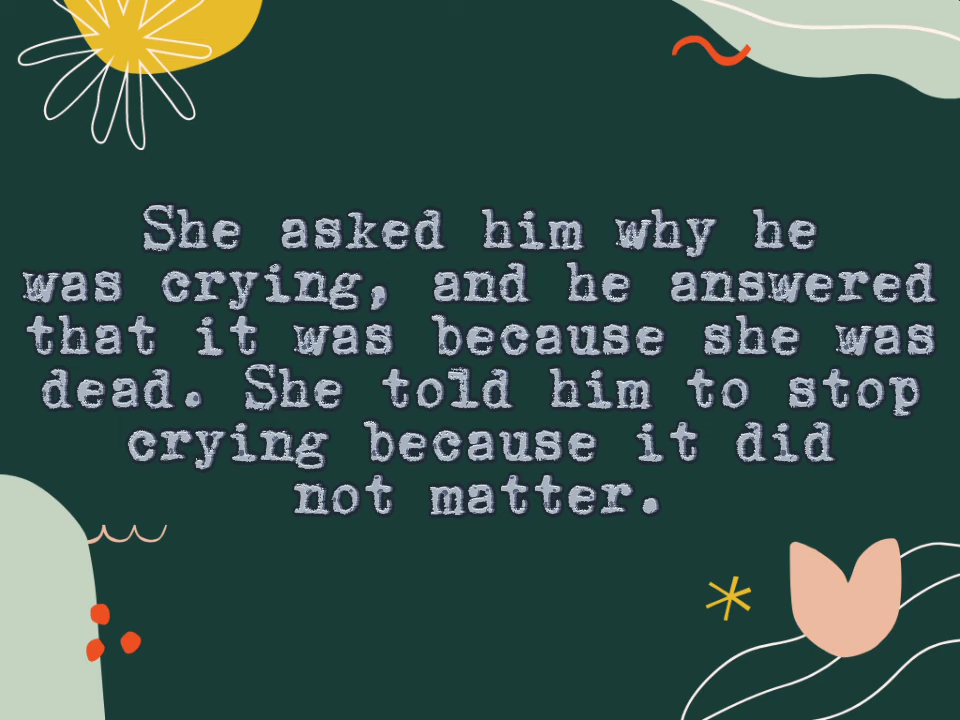 She asked him why he
was crying, and he answered
that it was because she was
dead. She told him to stop
crying because it did
not matter.